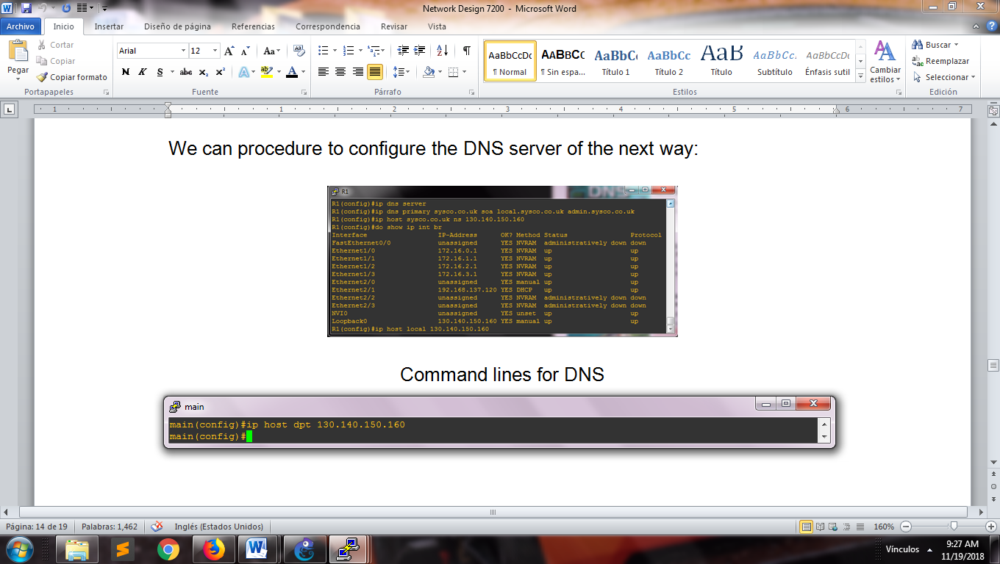 Network Design 7200 - Microsoft Word
Archivo Inicio Insertar Diseño de página Referencias Correspondencia Revisar Vista
Pegar
Cortar
Copiar
Copiar formato
Portapapeles
Arial 12
N K S abc x₂ x²
Fuente
Párrafo
AaBbCcDc AaBbCc AaBbCc AaBbCc AaB AaBbCc. AaBbCcDc
¶ Normal ¶ Sin espa... Título 1 Título 2 Título Subtítulo Énfasis sutil
Cambiar estilos
Estilos
Buscar
Reemplazar
Seleccionar
Edición
1 1 2 3 4 5 6 7
We can procedure to configure the DNS server of the next way:
R1
R1(config)#ip dns server
R1(config)#ip dns primary sysco.co.uk soa local.sysco.co.uk admin.sysco.co.uk
R1(config)#ip host sysco.co.uk ns 130.140.150.160
R1(config)#do show ip int br
Interface IP-Address OK? Method Status Protocol
FastEthernet0/0 unassigned YES NVRAM administratively down down
Ethernet1/0 172.16.0.1 YES NVRAM up up
Ethernet1/1 172.16.1.1 YES NVRAM up up
Ethernet1/2 172.16.2.1 YES NVRAM up up
Ethernet1/3 172.16.3.1 YES NVRAM up up
Ethernet2/0 unassigned YES manual up up
Ethernet2/1 192.168.137.120 YES DHCP up up
Ethernet2/2 unassigned YES NVRAM administratively down down
Ethernet2/3 unassigned YES NVRAM administratively down down
NVI0 unassigned YES unset up up
Loopback0 130.140.150.160 YES manual up up
R1(config)#ip host local 130.140.150.160
Command lines for DNS
main
main(config)#ip host dpt 130.140.150.160
main(config)#
Página: 14 de 19 Palabras: 1,462 Inglés (Estados Unidos) 160%
Vínculos 9:27 AM
11/19/2018